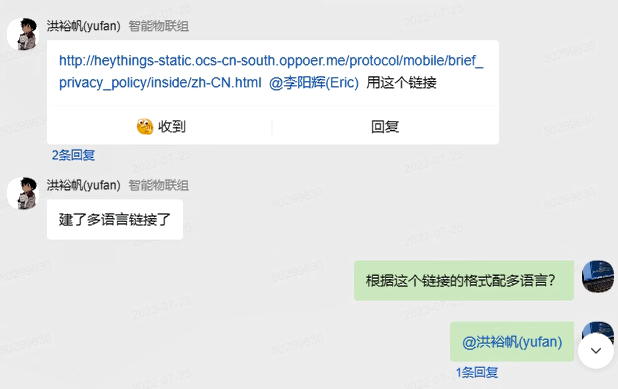 洪裕帆(yufan) 智能物联组
http://heythings-static.ocs-cn-south.oppoer.me/protocol/mobile/brief_
privacy_policy/inside/zh-CN.html @李阳辉(Eric) 用这个链接
收到 回复
2条回复
洪裕帆(yufan) 智能物联组
建了多语言链接了
根据这个链接的格式配多语言?
@洪裕帆(yufan)
1条回复